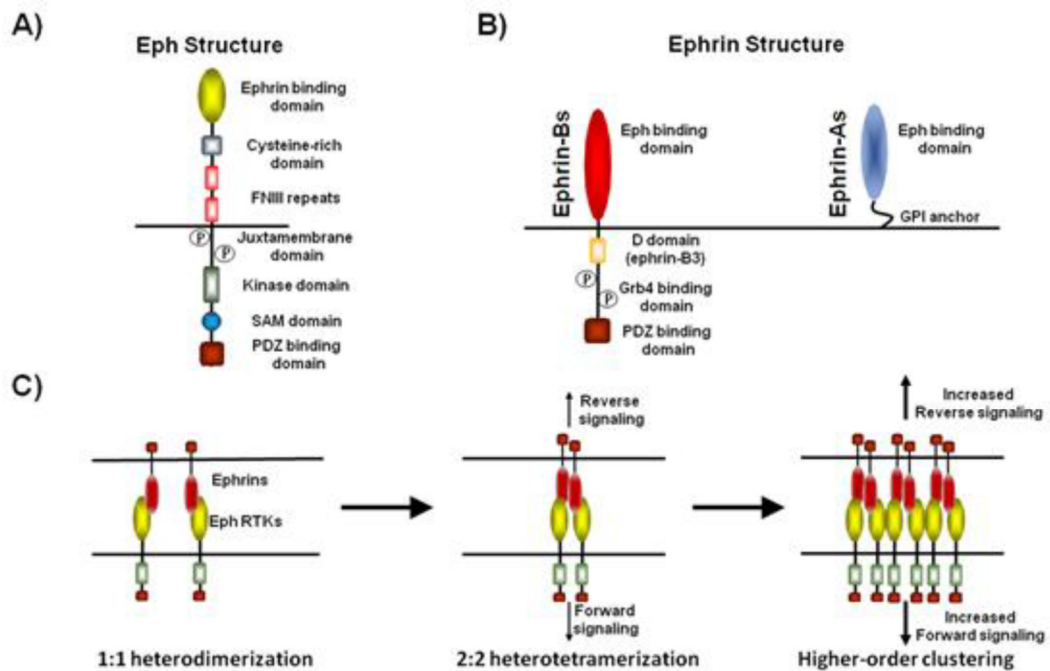 A)
Eph Structure
Ephrin binding
domain
Cysteine-rich
domain
FNIII repeats
P
P
Juxtamembrane
domain
Kinase domain
SAM domain
PDZ binding
domain
B)
Ephrin Structure
Ephrin-Bs
Eph binding
domain
D domain
(ephrin-B3)
P
P
Grb4 binding
domain
PDZ binding
domain
Ephrin-As
Eph binding
domain
GPI anchor
C)
Ephrins
Eph RTKs
1:1 heterodimerization
Reverse
signaling
Forward
signaling
2:2 heterotetramerization
Increased
Reverse signaling
Increased
Forward signaling
Higher-order clustering